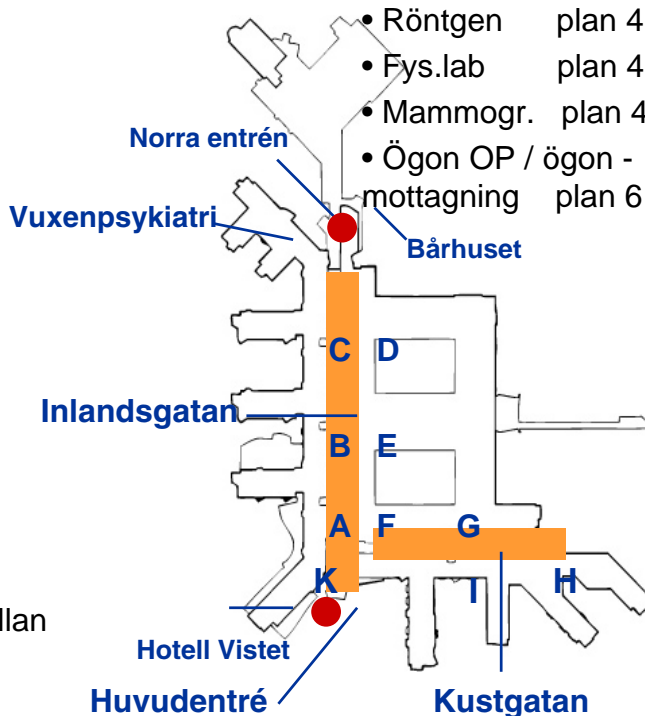 • Röntgen plan 4
• Fys.lab plan 4
• Mammogr. plan 4
• Ögon OP / ögon -
mottagning plan 6
Norra entrén
Vuxenpsykiatri
Bårhuset
C D
Inlandsgatan
B E
A F G
K I H
llan
Hotell Vistet
Huvudentré Kustgatan